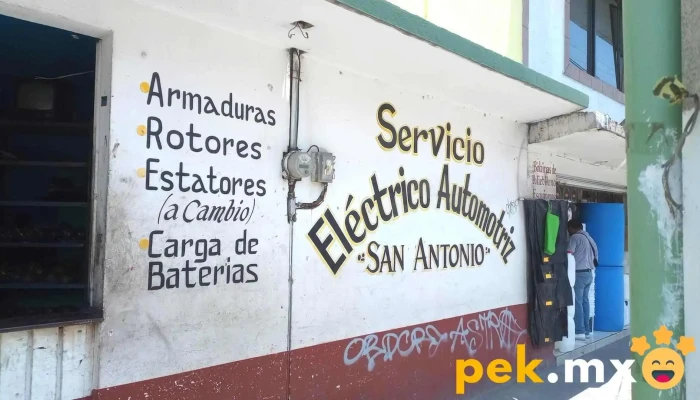 Armaduras
Rotores
Estatores
(a Cambio)
Carga de
Baterias
Servicio
Eléctrico Automotriz
"SAN ANTONIO"
pek.mx